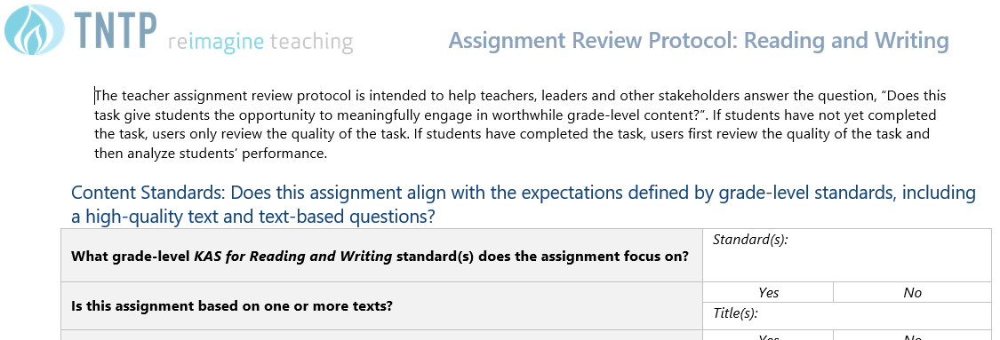 TNTP reimagine teaching
Assignment Review Protocol: Reading and Writing
The teacher assignment review protocol is intended to help teachers, leaders and other stakeholders answer the question, “Does this
task give students the opportunity to meaningfully engage in worthwhile grade-level content?”. If students have not yet completed
the task, users only review the quality of the task. If students have completed the task, users first review the quality of the task and
then analyze students’ performance.
Content Standards: Does this assignment align with the expectations defined by grade-level standards, including
a high-quality text and text-based questions?
What grade-level KAS for Reading and Writing standard(s) does the assignment focus on?
Standard(s):
Is this assignment based on one or more texts?
Yes
No
Title(s):
Yes
No